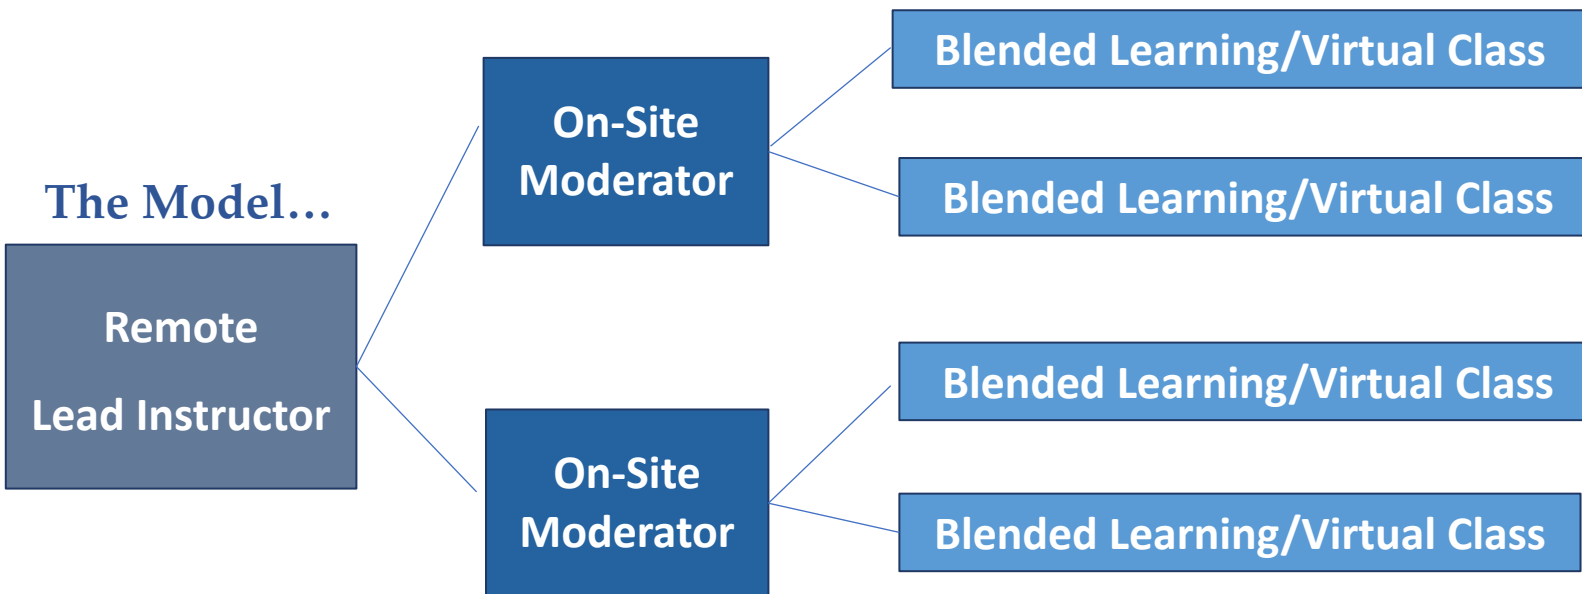 The Model…
Remote
Lead Instructor
On-Site
Moderator
Blended Learning/Virtual Class
Blended Learning/Virtual Class
On-Site
Moderator
Blended Learning/Virtual Class
Blended Learning/Virtual Class